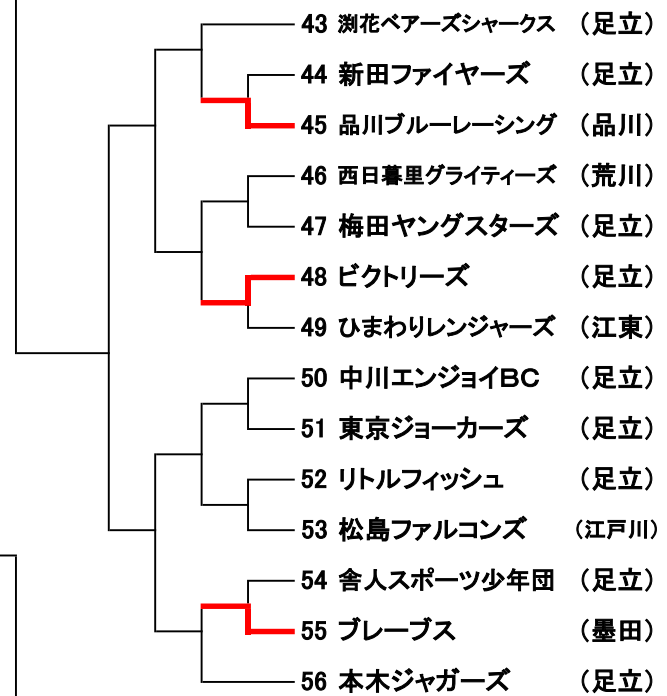 43 渕花ベアーズシャークス （足立）
44 新田ファイヤーズ （足立）
45 品川ブルーレーシング （品川）
46 西日暮里グライティーズ （荒川）
47 梅田ヤングスターズ （足立）
48 ビクトリーズ （足立）
49 ひまわりレンジャーズ （江東）
50 中川エンジョイBC （足立）
51 東京ジョーカーズ （足立）
52 リトルフィッシュ （足立）
53 松島ファルコンズ （江戸川）
54 舎人スポーツ少年団 （足立）
55 ブレーブス （墨田）
56 本木ジャガーズ （足立）